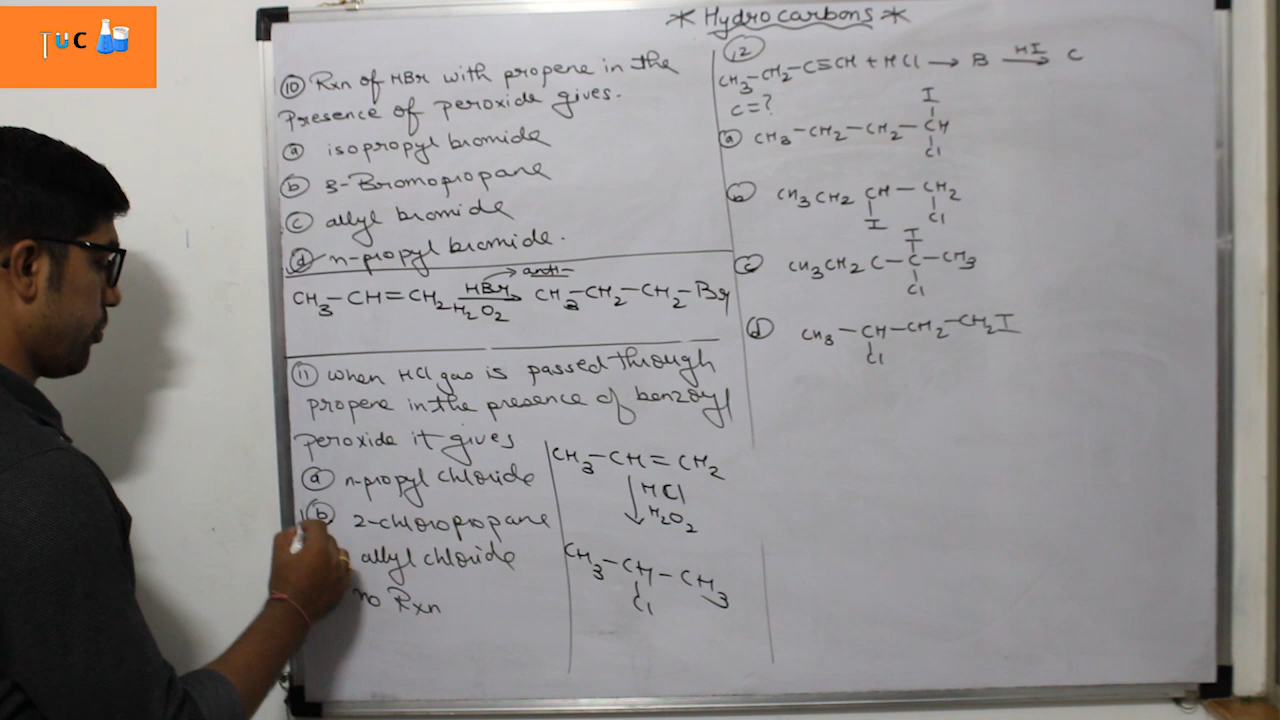 TUC
* Hydrocarbons *
(10) Rxn of HBr with propene in the
Presence of peroxide gives.
(a) isopropyl bromide
(b) 3-Bromopropane
(c) allyl bromide
(d) n-propyl bromide.
→ anti-
CH3-CH=CH2 HBr/H2O2 → CH3-CH2-CH2-Br
(11) when HCl gas is passed through
propene in the presence of benzoyl
peroxide it gives
(a) n-propyl chloride
(b) 2-chloropropane
allyl chloride
no Rxn
CH3-CH=CH2
↓ HCl
H2O2
CH3-CH-CH3
Cl
(12)
CH3-CH2-C≡CH + HCl → B HI → C
C=?
I
(a) CH3-CH2-CH2-CH
Cl
(b) CH3CH2 CH-CH2
I Cl
I
(c) CH3CH2 C-C-CH3
Cl
(d) CH3-CH-CH2-CH2I
Cl